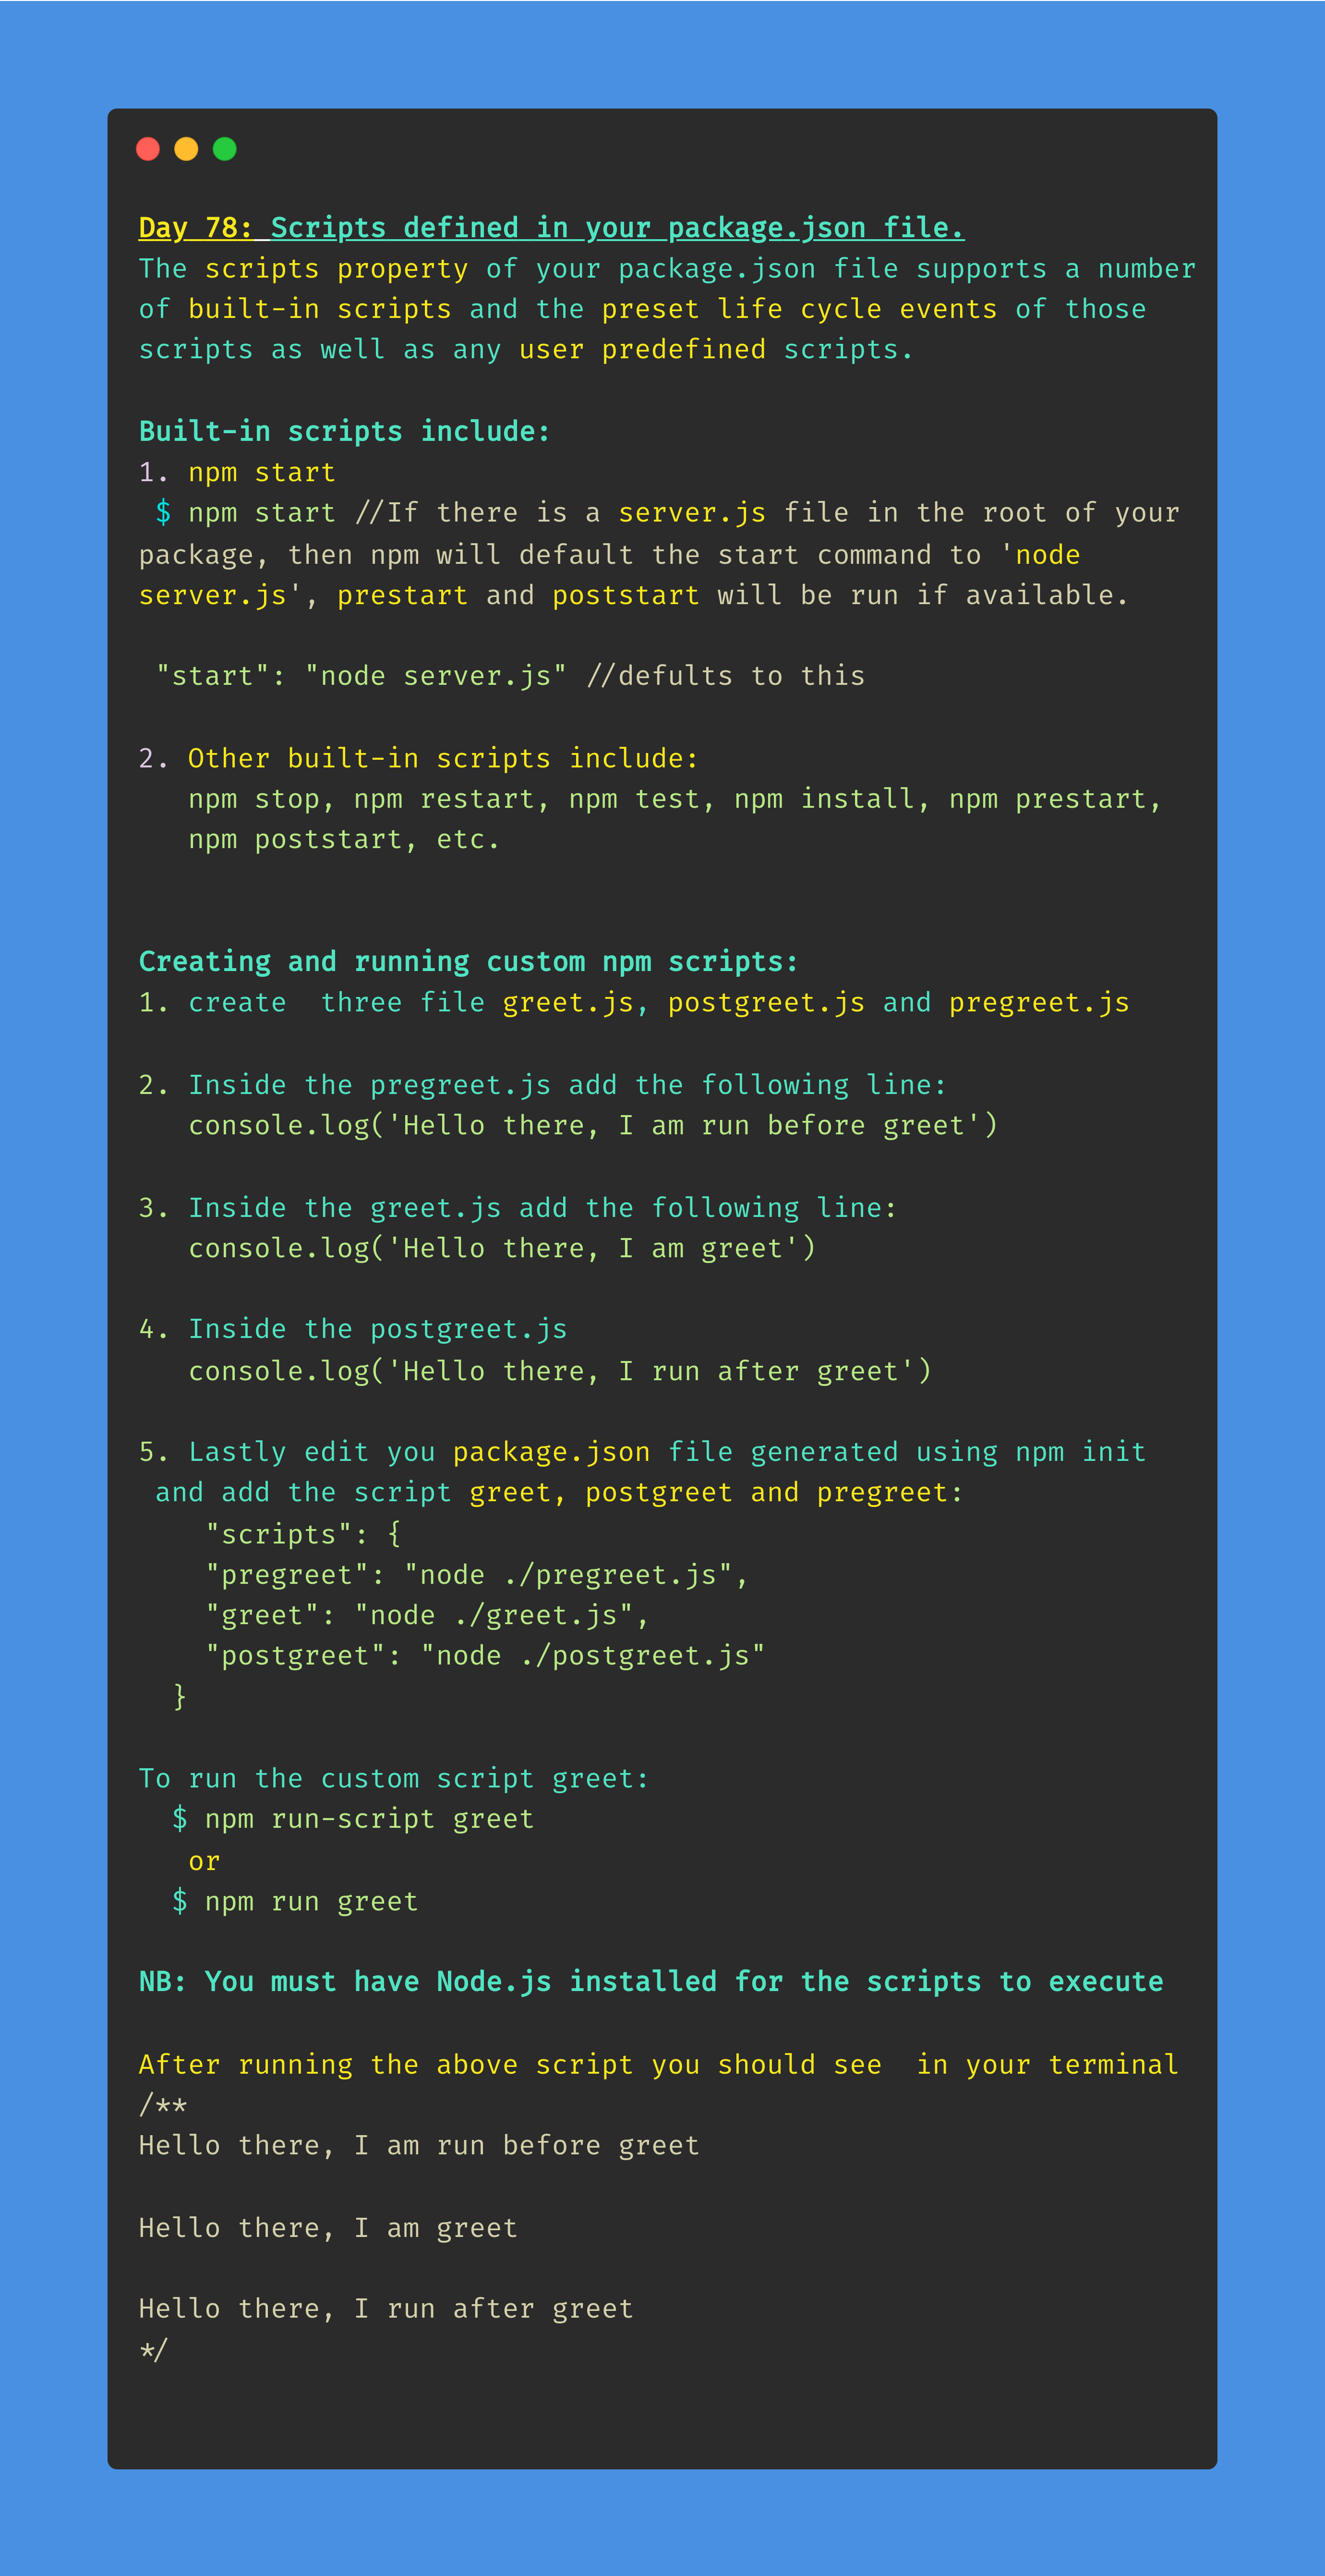 Day 78: Scripts defined in your package.json file.
The scripts property of your package.json file supports a number
of built-in scripts and the preset life cycle events of those
scripts as well as any user predefined scripts.
Built-in scripts include:
1. npm start
$ npm start //If there is a server.js file in the root of your
package, then npm will default the start command to 'node
server.js', prestart and poststart will be run if available.
"start": "node server.js" //defults to this
2. Other built-in scripts include:
npm stop, npm restart, npm test, npm install, npm prestart,
npm poststart, etc.
Creating and running custom npm scripts:
1. create  three file greet.js, postgreet.js and pregreet.js
2. Inside the pregreet.js add the following line:
console.log('Hello there, I am run before greet')
3. Inside the greet.js add the following line:
console.log('Hello there, I am greet')
4. Inside the postgreet.js
console.log('Hello there, I run after greet')
5. Lastly edit you package.json file generated using npm init
and add the script greet, postgreet and pregreet:
"scripts": {
"pregreet": "node ./pregreet.js",
"greet": "node ./greet.js",
"postgreet": "node ./postgreet.js"
}
To run the custom script greet:
$ npm run-script greet
or
$ npm run greet
NB: You must have Node.js installed for the scripts to execute
After running the above script you should see  in your terminal
/**
Hello there, I am run before greet
Hello there, I am greet
Hello there, I run after greet
*/